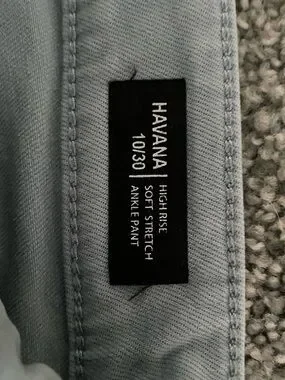 HAVANA
10/30
HIGH RISE
SOFT STRETCH
ANKLE PANT